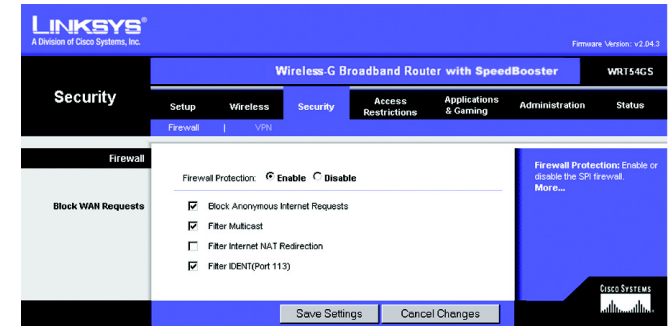 LINKSYS®
A Division of Cisco Systems, Inc.
Firmware Version: v2.04.3
Wireless-G Broadband Router with SpeedBooster WRT54GS
Security
Setup Wireless Security Access Restrictions Applications & Gaming Administration Status
Firewall | VPN
Firewall
Firewall Protection: Enable Disable
Block WAN Requests
Block Anonymous Internet Requests
Filter Multicast
Filter Internet NAT Redirection
Filter IDENT(Port 113)
Firewall Protection: Enable or
disable the SPI firewall.
More...
CISCO SYSTEMS
Save Settings Cancel Changes